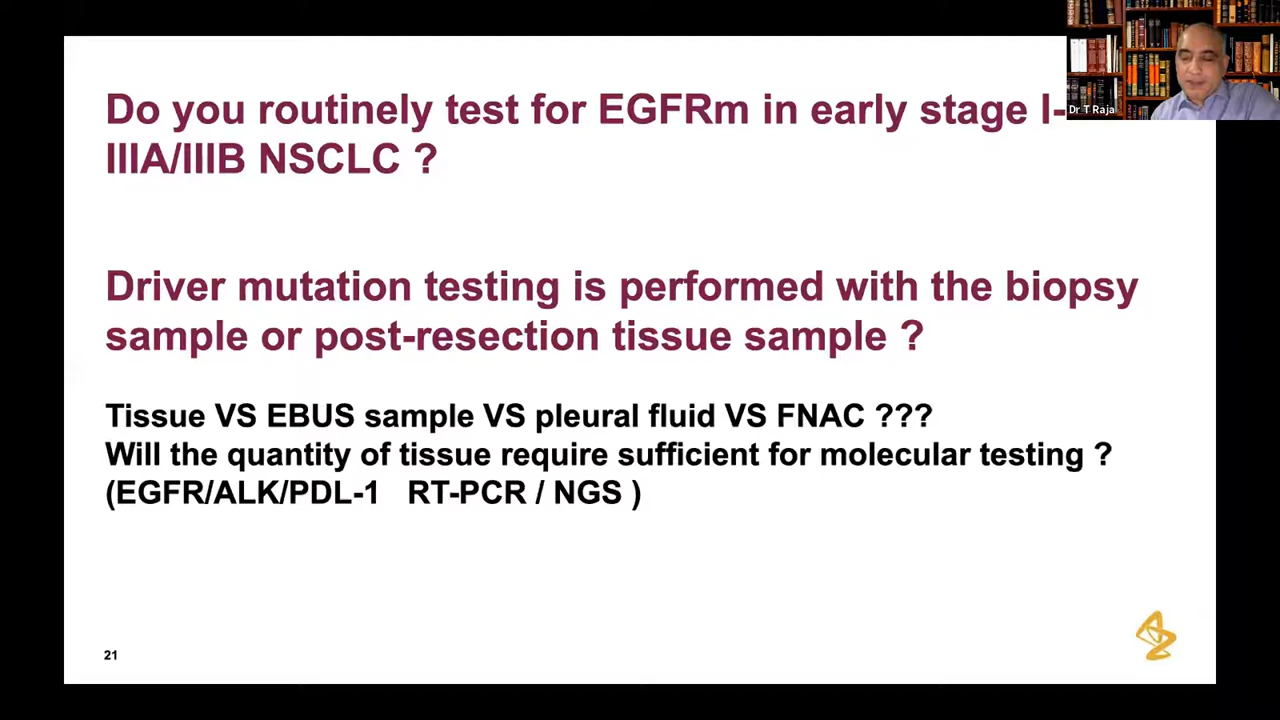 Do you routinely test for EGFRm in early stage I-
IIIA/IIIB NSCLC ?
Dr T Raja
Driver mutation testing is performed with the biopsy
sample or post-resection tissue sample ?
Tissue VS EBUS sample VS pleural fluid VS FNAC ???
Will the quantity of tissue require sufficient for molecular testing ?
(EGFR/ALK/PDL-1 RT-PCR / NGS )
21